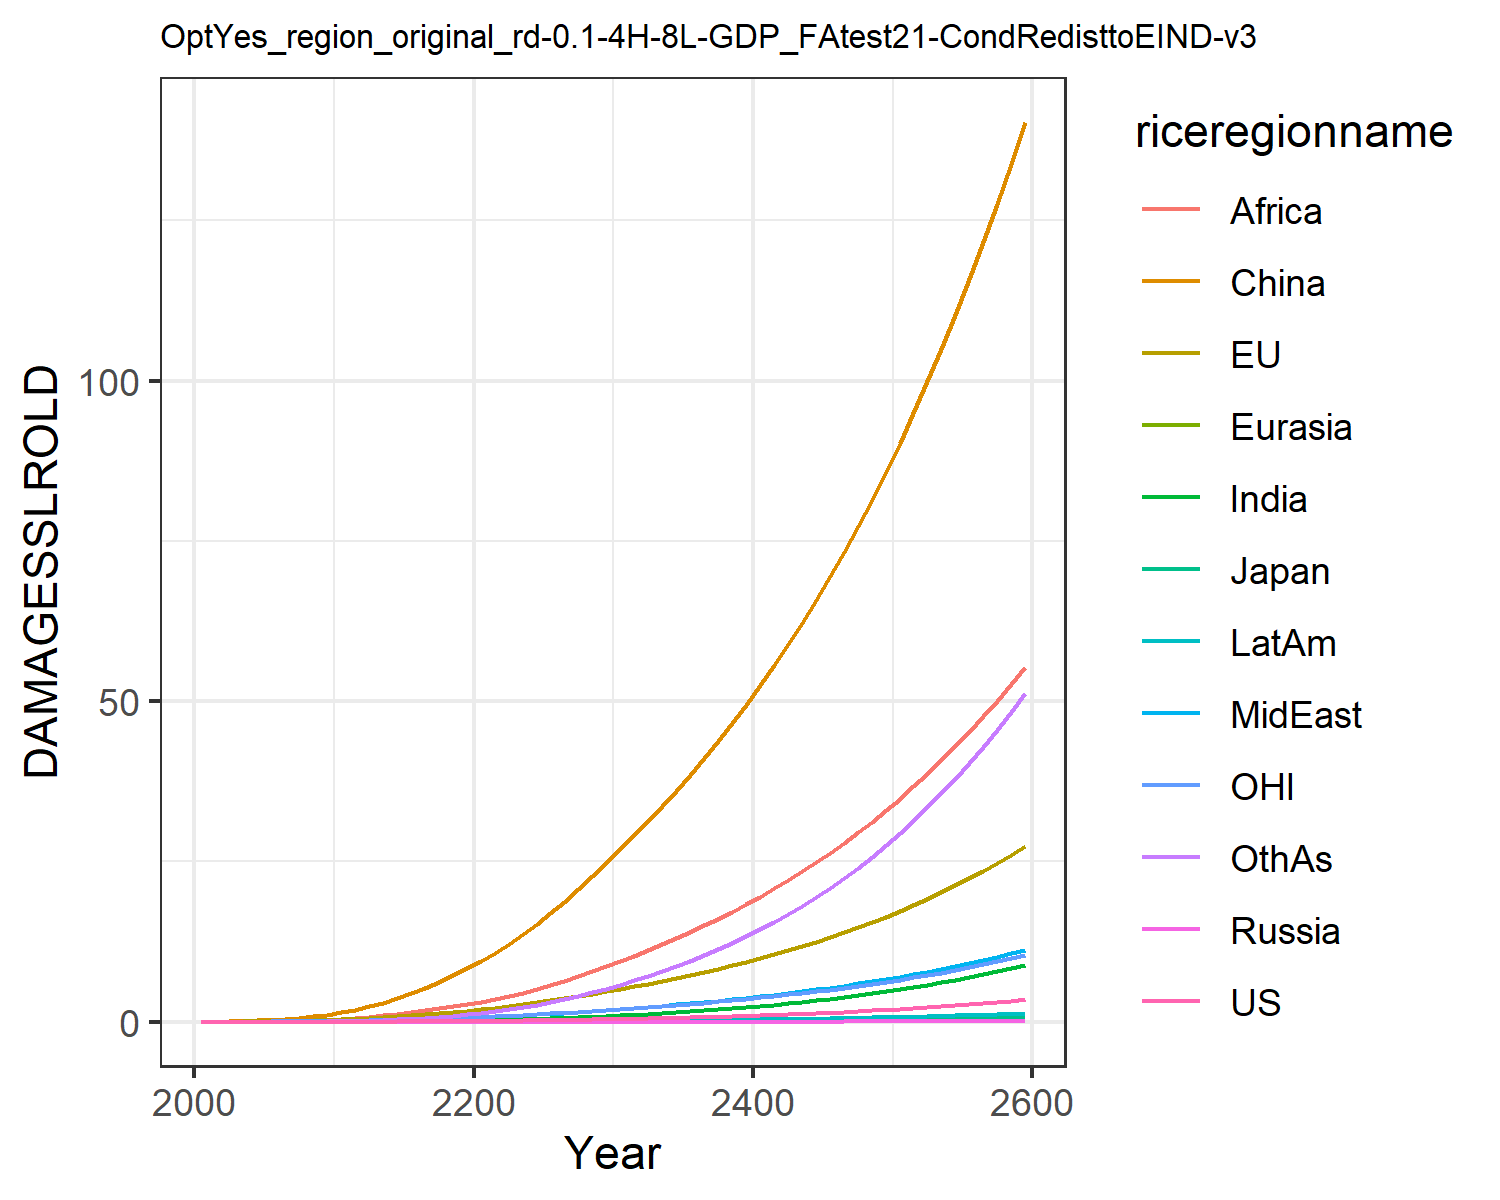 OptYes_region_original_rd-0.1-4H-8L-GDP_FAtest21-CondRedisttoEIND-v3
DAMAGESSLROLD
100
50
0
2000 2200 2400 2600
Year
riceregionname
Africa
China
EU
Eurasia
India
Japan
LatAm
MidEast
OHI
OthAs
Russia
US